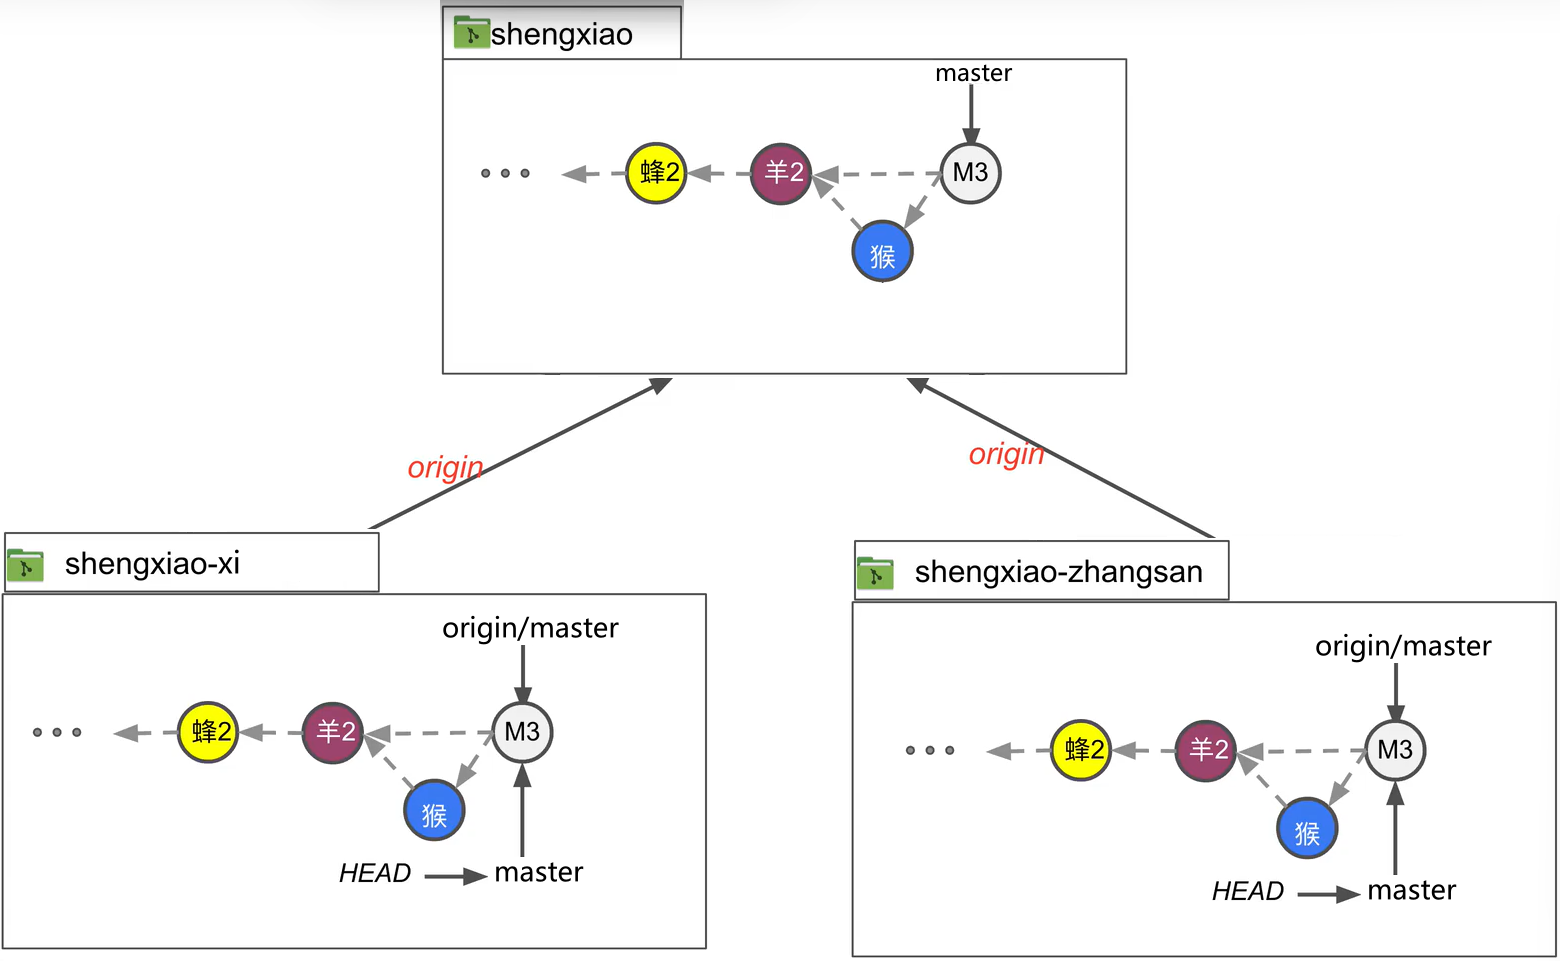 shengxiao
master
蜂2
羊2
M3
猴
origin
origin
shengxiao-xi
origin/master
蜂2
羊2
M3
猴
HEAD
master
shengxiao-zhangsan
origin/master
蜂2
羊2
M3
猴
HEAD
master